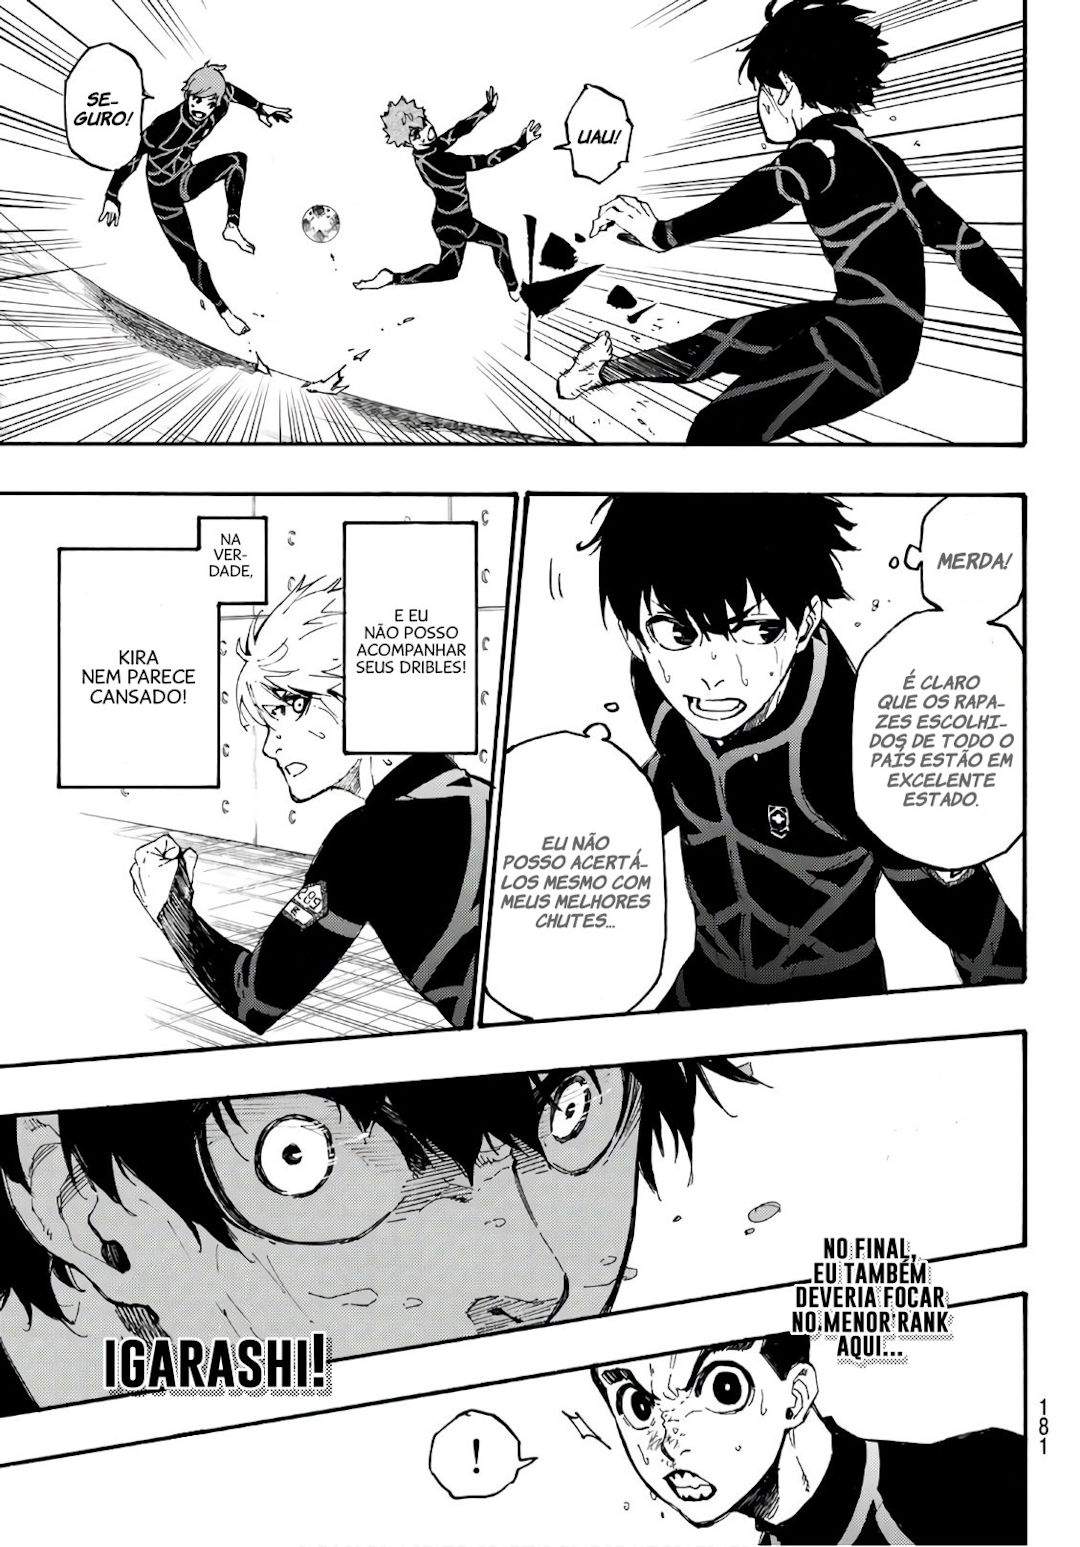 UAU!
SE-
GURO!
MERDA!
É CLARO
QUE OS RAPA-
ZES ESCOLHI-
DOS DE TODO O
PAÍS ESTÃO EM
EXCELENTE
ESTADO.
EU NÃO
POSSO ACERTÁ-
LOS MESMO COM
MEUS MELHORES
CHUTES...
E EU
NÃO POSSO
ACOMPANHAR
SEUS DRIBLES!
NA
VER-
DADE,
KIRA
NEM PARECE
CANSADO!
289
E
NO FINAL,
EU TAMBÉM
DEVERIA FOCAR
NO MENOR RANK
AQUI...
IGARASHI!
!
181